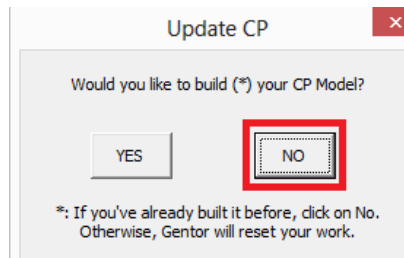 Update CP
Would you like to build (*) your CP Model?
YES
NO
*: If you've already built it before, click on No.
Otherwise, Gentor will reset your work.